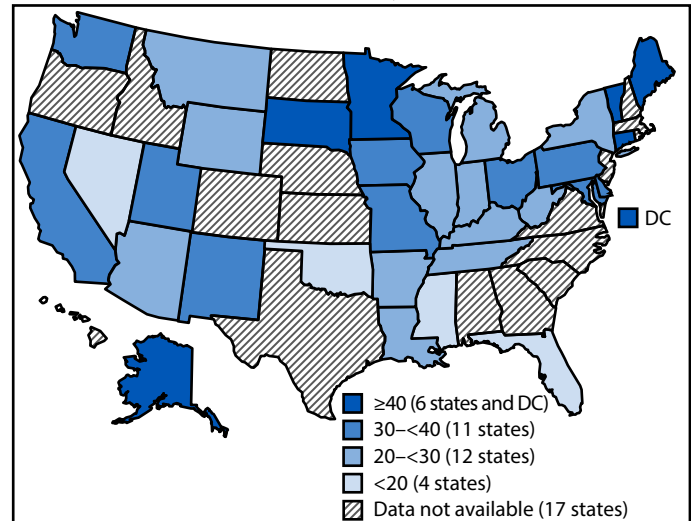 DC
≥40 (6 states and DC)
30–<40 (11 states)
20–<30 (12 states)
<20 (4 states)
Data not available (17 states)